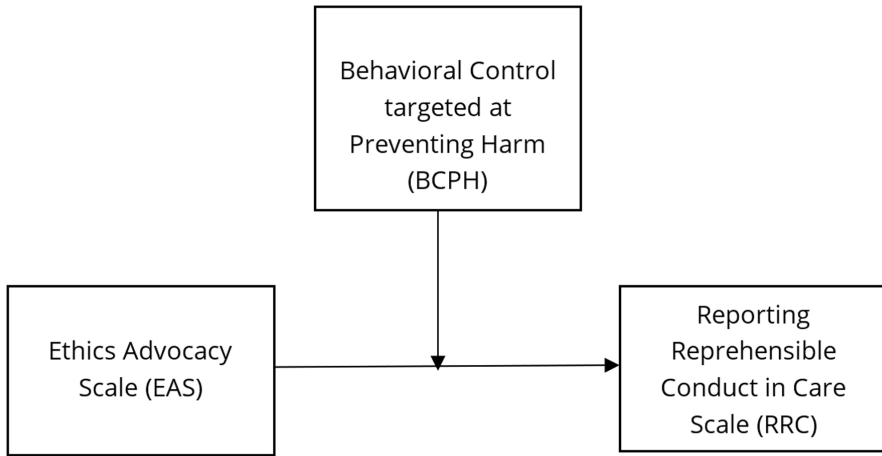 Behavioral Control
targeted at
Preventing Harm
(BCPH)
Ethics Advocacy
Scale (EAS)
Reporting
Reprehensible
Conduct in Care
Scale (RRC)